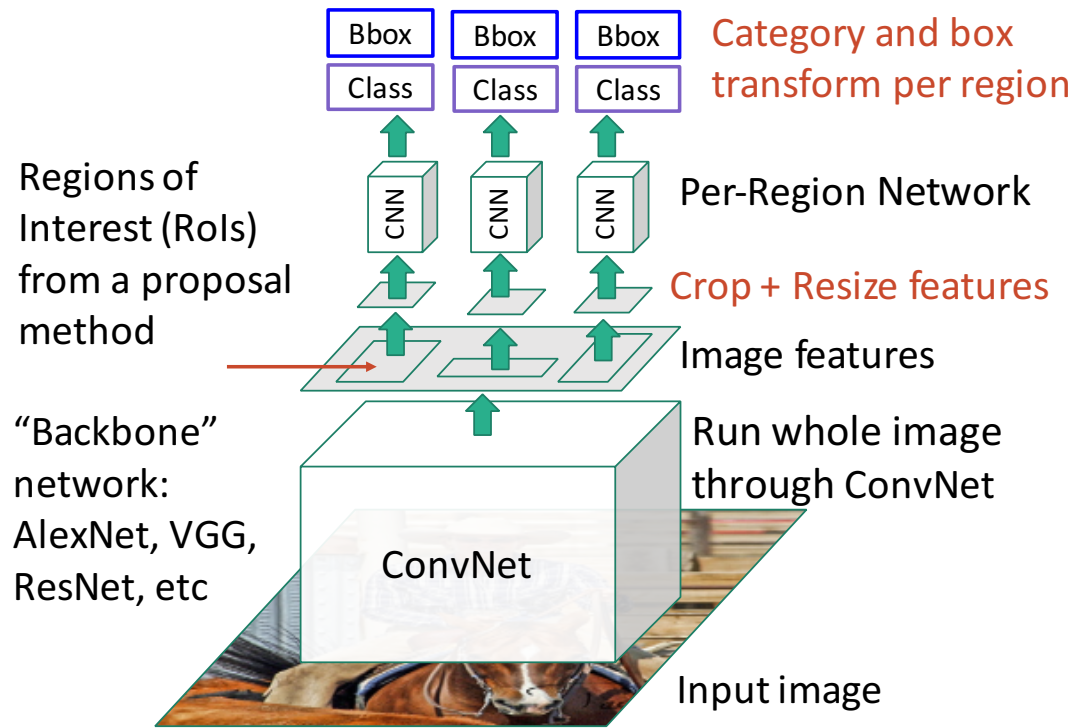 Bbox
Bbox
Bbox
Class
Class
Class
Category and box
transform per region
Regions of
Interest (RoIs)
from a proposal
method
CNN
CNN
CNN
Per-Region Network
Crop + Resize features
Image features
“Backbone”
network:
AlexNet, VGG,
ResNet, etc
Run whole image
through ConvNet
ConvNet
Input image